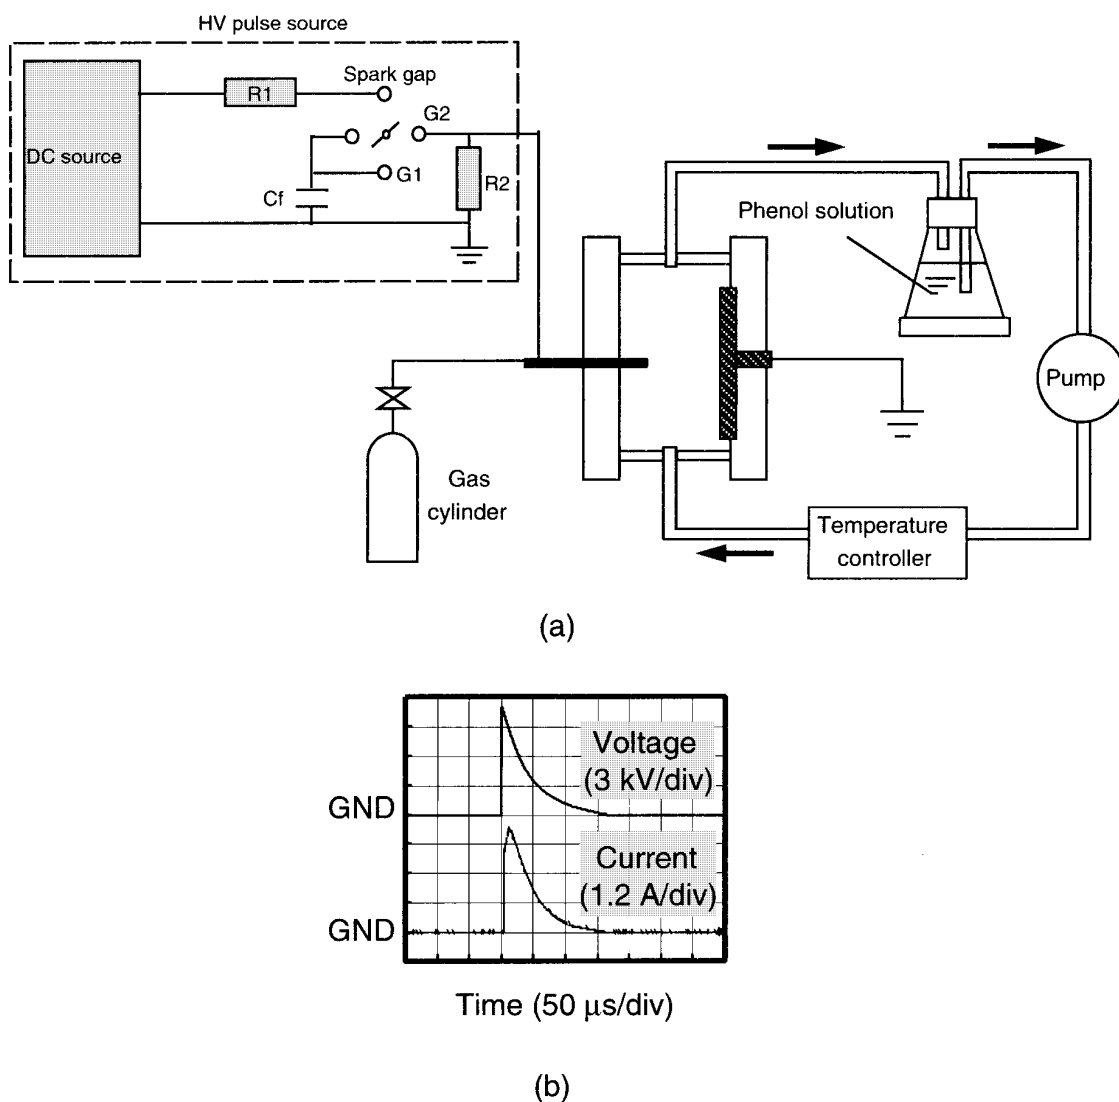 HV pulse source
Spark gap
R1
G2
DC source
G1
R2
Cf
Phenol solution
Pump
Gas
cylinder
Temperature
controller
(a)
Voltage
(3 kV/div)
GND
Current
(1.2 A/div)
GND
Time (50 μs/div)
(b)